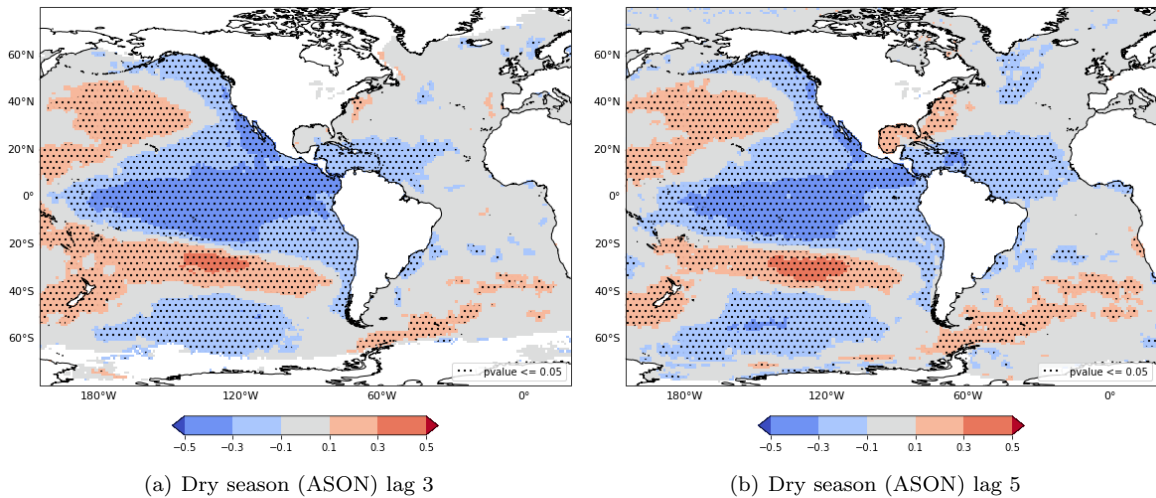 60°N
40°N
20°N
0°
20°S
40°S
60°S
180°W
120°W
60°W
0°
pvalue <= 0.05
−0.5
−0.3
−0.1
0.1
0.3
0.5
(a) Dry season (ASON) lag 3
60°N
40°N
20°N
0°
20°S
40°S
60°S
180°W
120°W
60°W
0°
pvalue <= 0.05
−0.5
−0.3
−0.1
0.1
0.3
0.5
(b) Dry season (ASON) lag 5